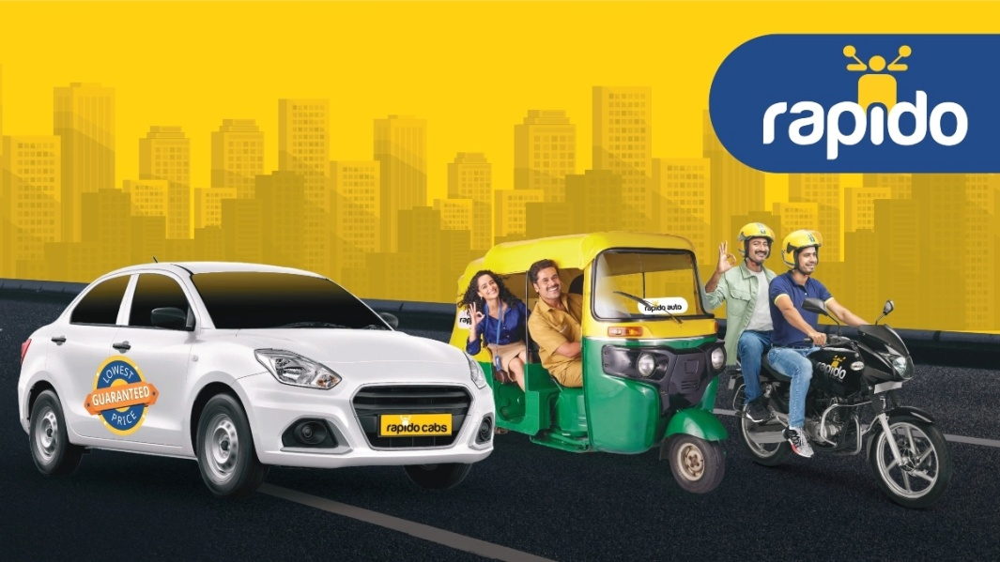 rapido
LOWEST
GUARANTEED
PRICE
rapido cabs
rapido auto
rapido